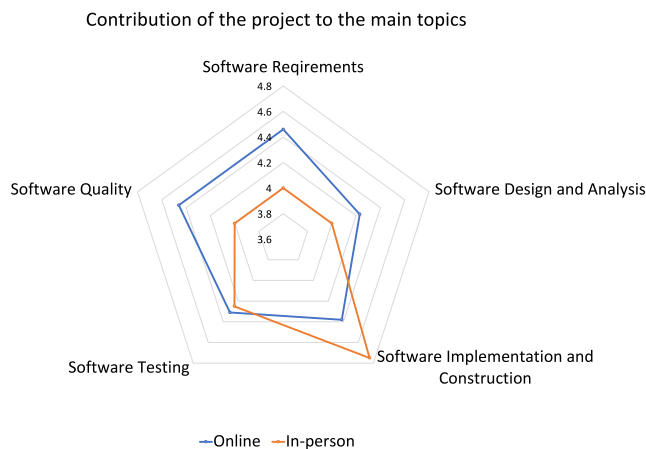 Contribution of the project to the main topics
Software Reqirements
4.8
4.6
4.4
4.2
4
3.8
3.6
Software Quality
Software Design and Analysis
Software Testing
Software Implementation and
Construction
Online
In-person